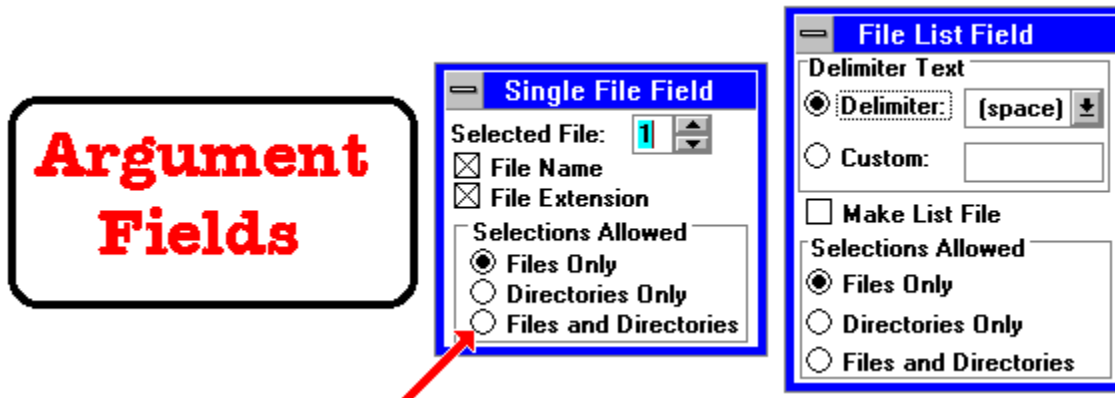 Argument
Fields
Single File Field
Selected File: 1
File Name
File Extension
Selections Allowed
Files Only
Directories Only
Files and Directories
File List Field
Delimiter Text
Delimiter: (space)
Custom:
Make List File
Selections Allowed
Files Only
Directories Only
Files and Directories